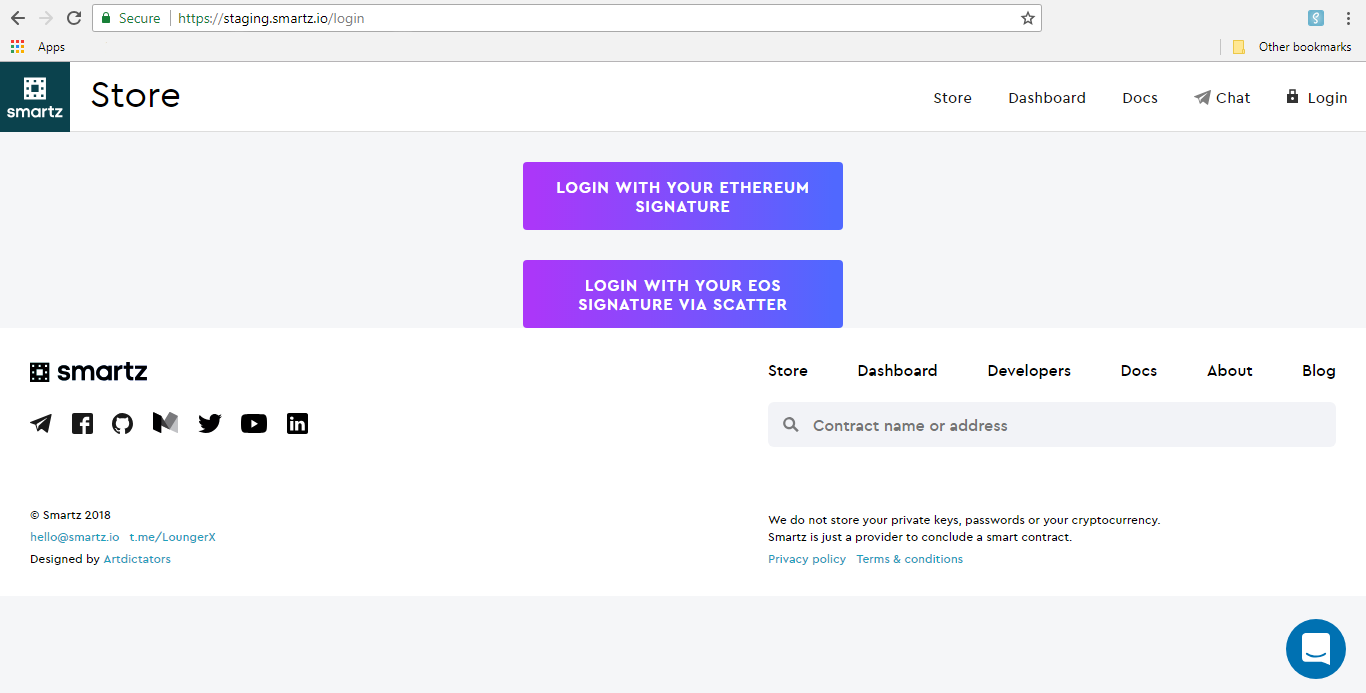 Secure https://staging.smartz.io/login
Apps
Other bookmarks
smartz
Store
Store Dashboard Docs Chat Login
LOGIN WITH YOUR ETHEREUM
SIGNATURE
LOGIN WITH YOUR EOS
SIGNATURE VIA SCATTER
smartz
Store Dashboard Developers Docs About Blog
Contract name or address
© Smartz 2018
hello@smartz.io t.me/LoungerX
Designed by Artdictators
We do not store your private keys, passwords or your cryptocurrency.
Smartz is just a provider to conclude a smart contract.
Privacy policy Terms & conditions